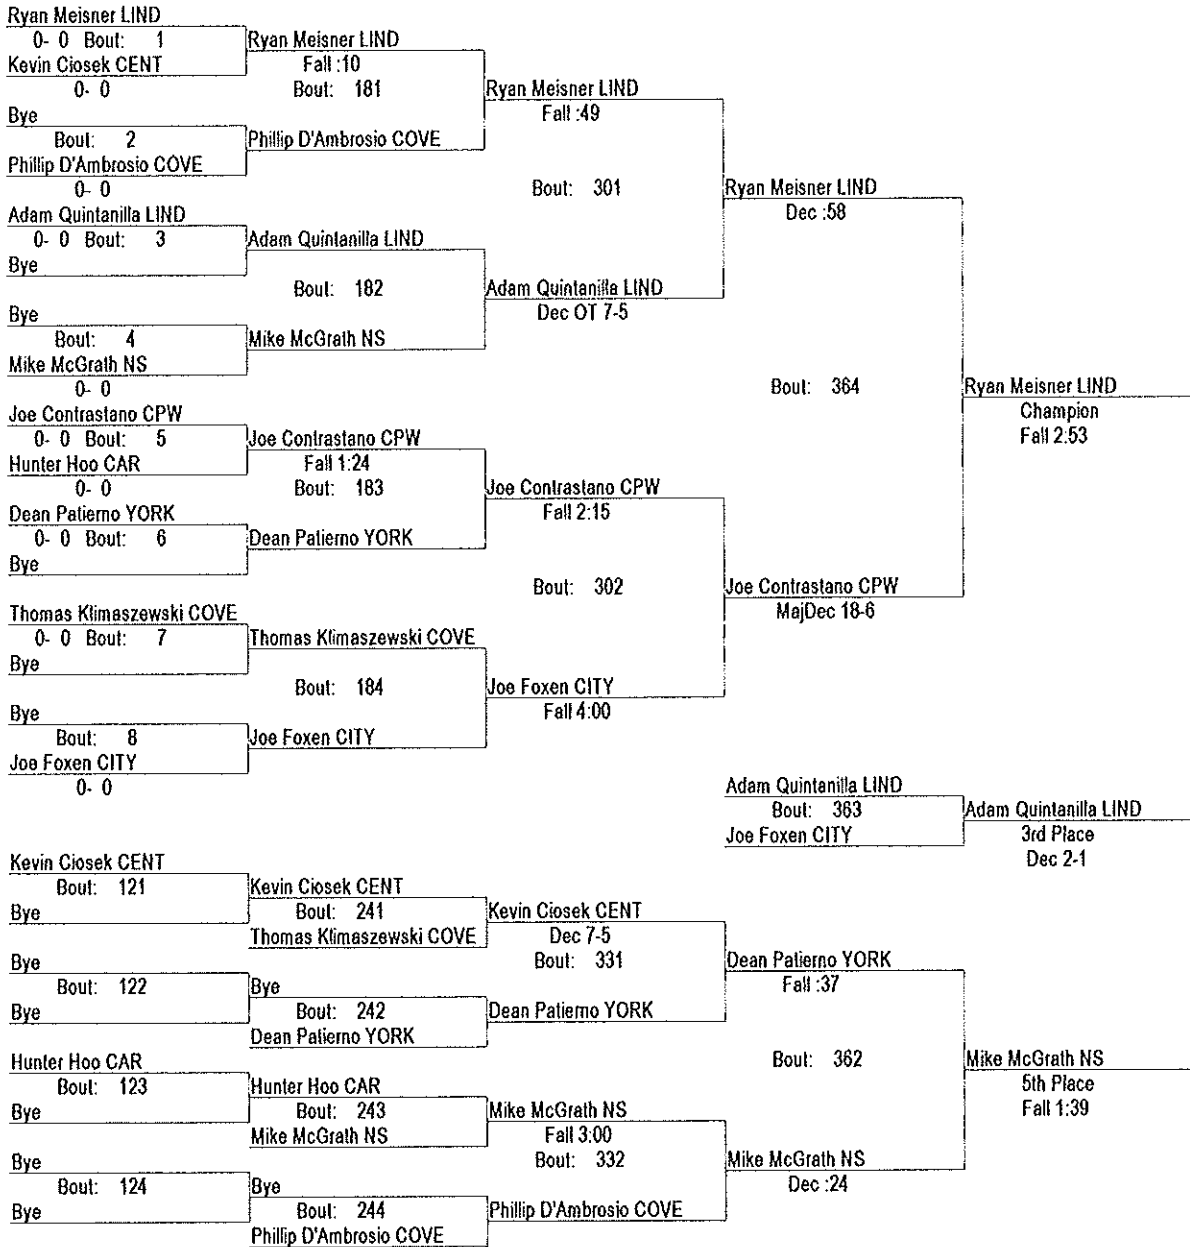 Ryan Meisner LIND
0- 0 Bout: 1
Kevin Ciosek CENT
0- 0
Bye
Bout: 2
Phillip D'Ambrosio COVE
0- 0
Adam Quintanilla LIND
0- 0 Bout: 3
Bye
Bye
Bout: 4
Mike McGrath NS
0- 0
Joe Contrastano CPW
0- 0 Bout: 5
Hunter Hoo CAR
0- 0
Dean Patierno YORK
0- 0 Bout: 6
Bye
Thomas Klimaszewski COVE
0- 0 Bout: 7
Bye
Bye
Bout: 8
Joe Foxen CITY
0- 0
Ryan Meisner LIND
Fall :10
Bout: 181
Phillip D'Ambrosio COVE
Adam Quintanilla LIND
Bout: 182
Mike McGrath NS
Joe Contrastano CPW
Fall 1:24
Bout: 183
Dean Patierno YORK
Thomas Klimaszewski COVE
Bout: 184
Joe Foxen CITY
Ryan Meisner LIND
Fall :49
Bout: 301
Adam Quintanilla LIND
Dec OT 7-5
Joe Contrastano CPW
Fall 2:15
Bout: 302
Joe Foxen CITY
Fall 4:00
Ryan Meisner LIND
Dec :58
Bout: 364
Joe Contrastano CPW
MajDec 18-6
Ryan Meisner LIND
Champion
Fall 2:53
Adam Quintanilla LIND
Bout: 363
Joe Foxen CITY
Adam Quintanilla LIND
3rd Place
Dec 2-1
Kevin Ciosek CENT
Bout: 121
Bye
Bye
Bout: 122
Bye
Hunter Hoo CAR
Bout: 123
Bye
Bye
Bout: 124
Bye
Kevin Ciosek CENT
Bout: 241
Thomas Klimaszewski COVE
Bye
Bout: 242
Dean Patierno YORK
Hunter Hoo CAR
Bout: 243
Mike McGrath NS
Bye
Bout: 244
Phillip D'Ambrosio COVE
Kevin Ciosek CENT
Dec 7-5
Bout: 331
Dean Patierno YORK
Mike McGrath NS
Fall 3:00
Bout: 332
Phillip D'Ambrosio COVE
Dean Patierno YORK
Fall :37
Bout: 362
Mike McGrath NS
Dec :24
Mike McGrath NS
5th Place
Fall 1:39